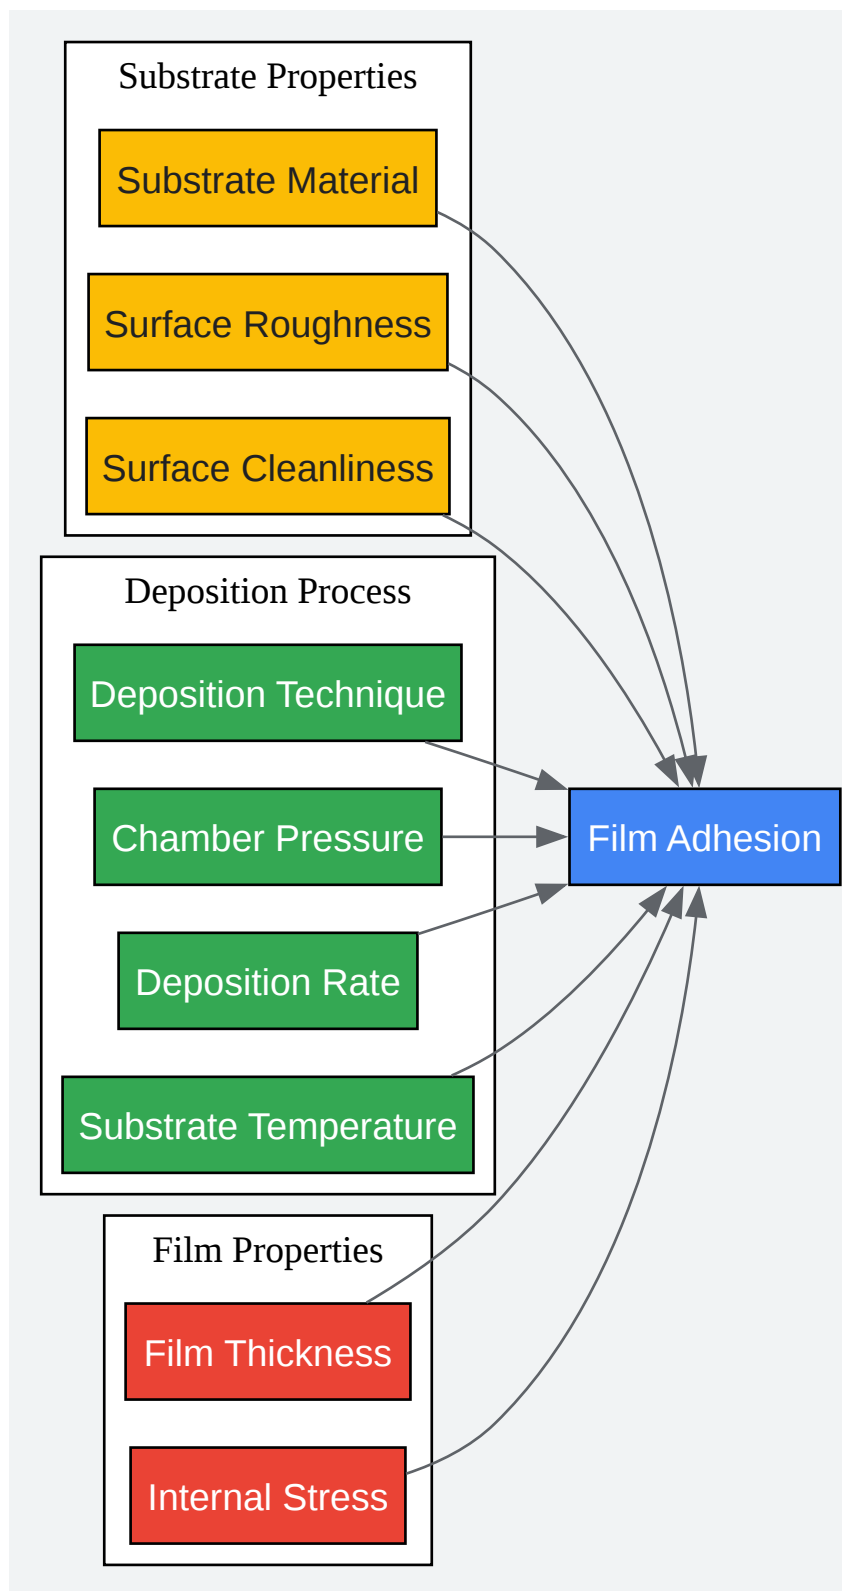 Substrate Properties
Substrate Material
Surface Roughness
Surface Cleanliness
Deposition Process
Deposition Technique
Chamber Pressure
Deposition Rate
Substrate Temperature
Film Properties
Film Thickness
Internal Stress
Film Adhesion